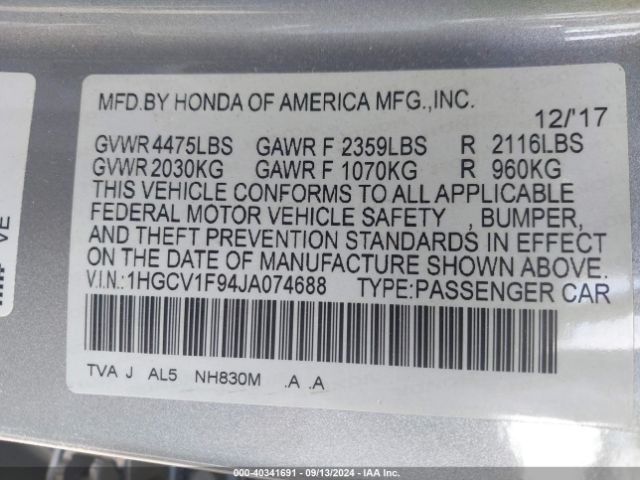 MFD.BY HONDA OF AMERICA MFG.,INC.
12/'17
GVWR 4475LBS GAWR F 2359LBS R 2116LBS
GVWR 2030KG GAWR F 1070KG R 960KG
THIS VEHICLE CONFORMS TO ALL APPLICABLE
FEDERAL MOTOR VEHICLE SAFETY , BUMPER,
AND THEFT PREVENTION STANDARDS IN EFFECT
ON THE DATE OF MANUFACTURE SHOWN ABOVE.
V.I.N.: 1HGCV1F94JA074688 TYPE:PASSENGER CAR
TVA J AL5 NH830M .A .A
VE
000-40341691 - 09/13/2024 - IAA Inc.